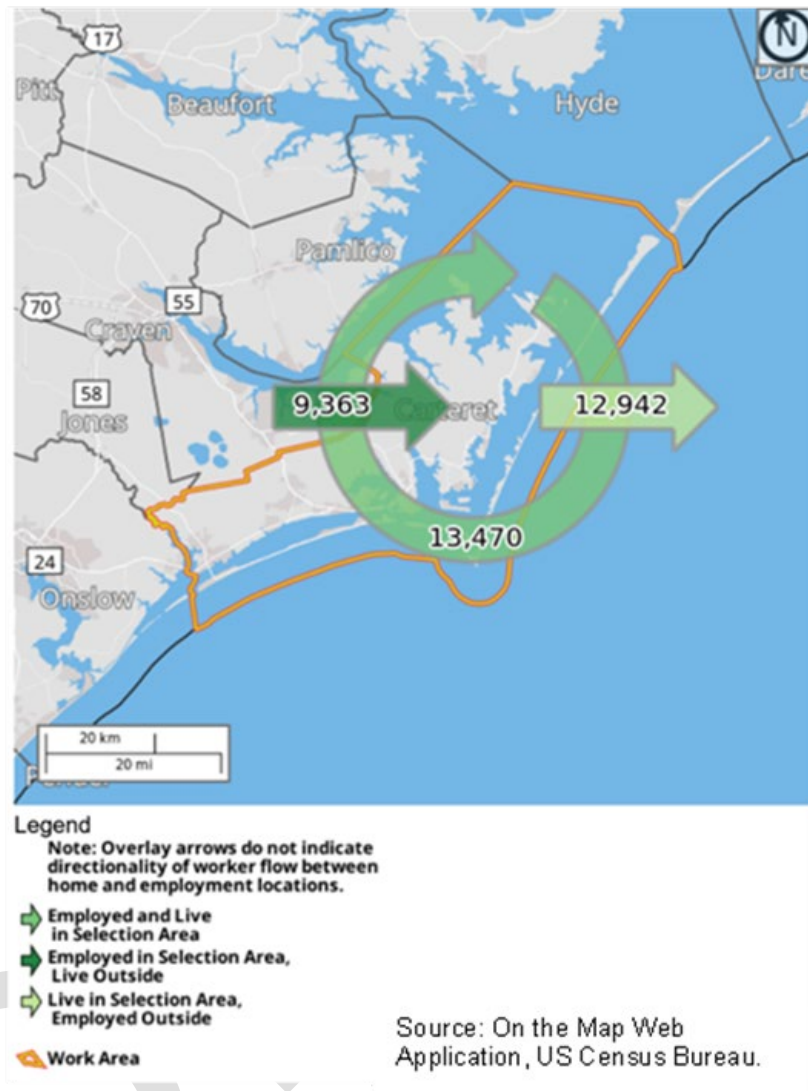 N
17
Pitt
Beaufort
Hyde
Dare
Pamlico
70
55
Craven
58
Jones
9,363
Carteret
12,942
13,470
24
Onslow
20 km
20 mi
Pender
Legend
Note: Overlay arrows do not indicate
directionality of worker flow between
home and employment locations.
Employed and Live
in Selection Area
Employed in Selection Area,
Live Outside
Live in Selection Area,
Employed Outside
Work Area
Source: On the Map Web
Application, US Census Bureau.